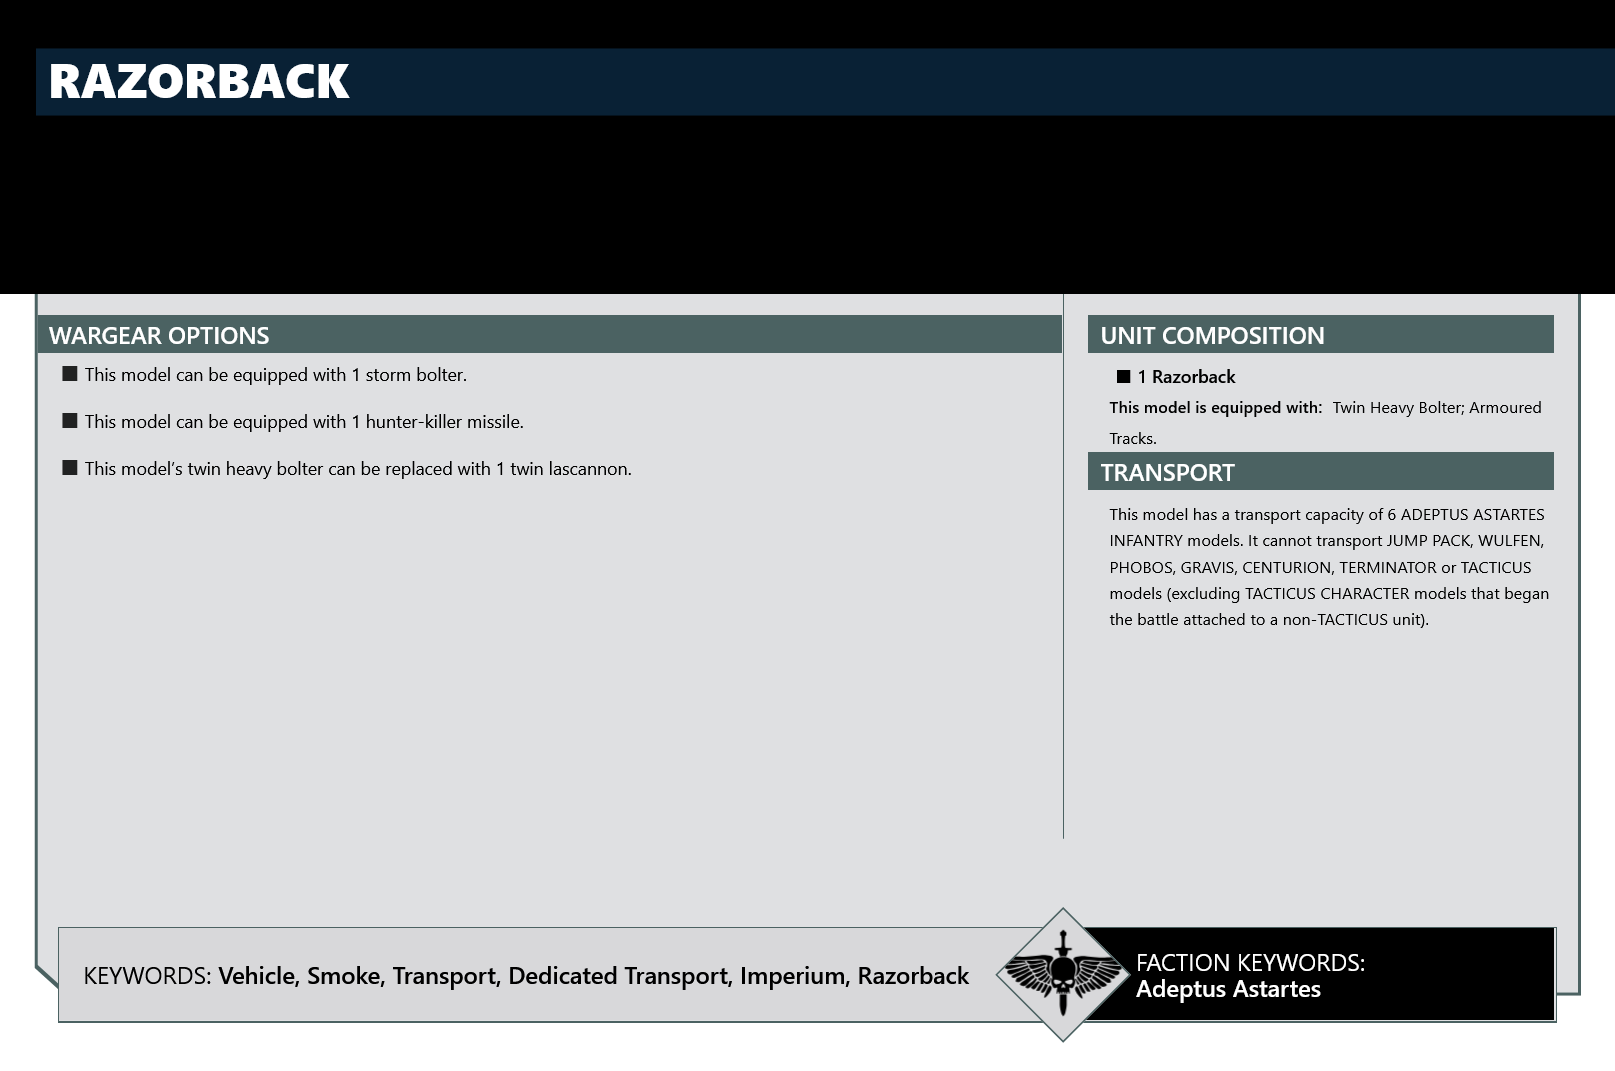 RAZORBACK
WARGEAR OPTIONS
■ This model can be equipped with 1 storm bolter.
■ This model can be equipped with 1 hunter-killer missile.
■ This model's twin heavy bolter can be replaced with 1 twin lascannon.
UNIT COMPOSITION
■ 1 Razorback
This model is equipped with: Twin Heavy Bolter; Armoured
Tracks.
TRANSPORT
This model has a transport capacity of 6 ADEPTUS ASTARTES
INFANTRY models. It cannot transport JUMP PACK, WULFEN,
PHOBOS, GRAVIS, CENTURION, TERMINATOR or TACTICUS
models (excluding TACTICUS CHARACTER models that began
the battle attached to a non-TACTICUS unit).
KEYWORDS: Vehicle, Smoke, Transport, Dedicated Transport, Imperium, Razorback
FACTION KEYWORDS:
Adeptus Astartes